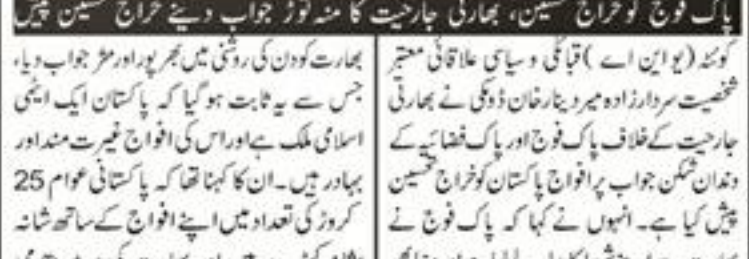 پاک فوج کو خراج تحسین، بھارتی جارحیت کا منہ توڑ جواب دینے خراج تحسین پیش
کوئٹہ (یو این اے) قبائلی و سیاسی علاقائی معتبر
شخصیت سردارزادہ میر دینار خان ڈومکی نے بھارتی
جارحیت کے خلاف پاک فوج اور پاک فضائیہ کے
دندان شکن جواب پر افواج پاکستان کو خراج تحسین
پیش کیا ہے۔ انہوں نے کہا کہ پاک فوج نے
بھارت کو دن کی روشنی میں بھرپور اور مؤثر جواب دیا،
جس سے یہ ثابت ہو گیا کہ پاکستان ایک ایٹمی
اسلامی ملک ہے اور اس کی افواج غیرت مند اور
بہادر ہیں۔ ان کا کہنا تھا کہ پاکستانی عوام 25
کروڑ کی تعداد میں اپنے افواج کے ساتھ شانہ